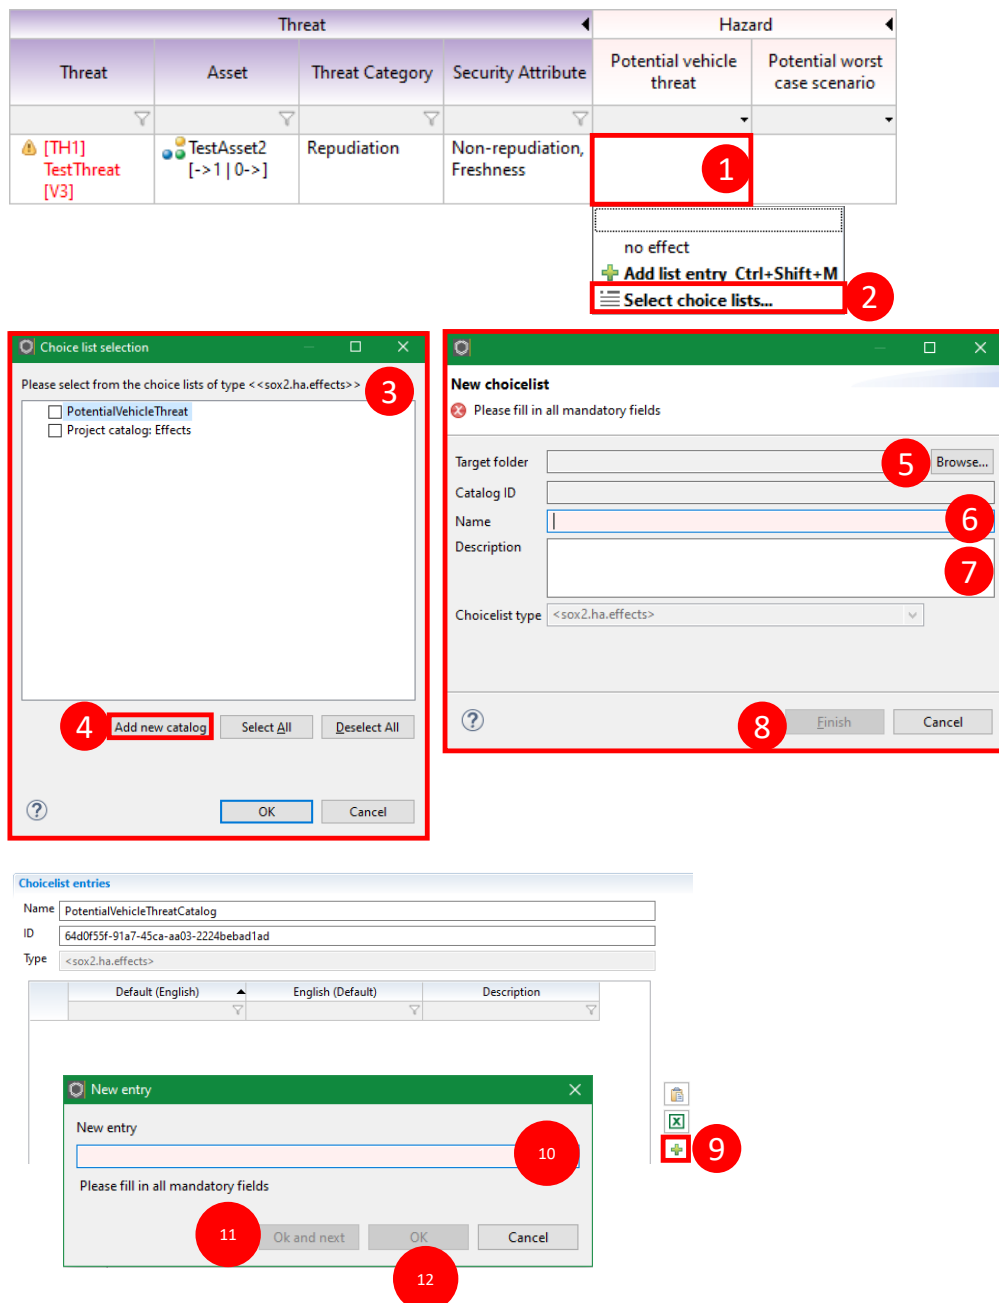 Threat
Hazard
Threat
Asset
Threat Category
Security Attribute
Potential vehicle
threat
Potential worst
case scenario
[TH1]
TestThreat
[V3]
TestAsset2
[->1 | 0->]
Repudiation
Non-repudiation,
Freshness
1
no effect
Add list entry Ctrl+Shift+M
Select choice lists...
2
Choice list selection
Please select from the choice lists of type <<sox2.ha.effects>>
3
PotentialVehicleThreat
Project catalog: Effects
4
Add new catalog
Select All
Deselect All
OK
Cancel
New choicelist
Please fill in all mandatory fields
Target folder
5
Browse...
Catalog ID
Name
6
Description
7
Choicelist type
<sox2.ha.effects>
8
Finish
Cancel
Choicelist entries
Name
PotentialVehicleThreatCatalog
ID
64d0f55f-91a7-45ca-aa03-2224bebad1ad
Type
<sox2.ha.effects>
Default (English)
English (Default)
Description
New entry
New entry
10
9
Please fill in all mandatory fields
11
Ok and next
OK
Cancel
12